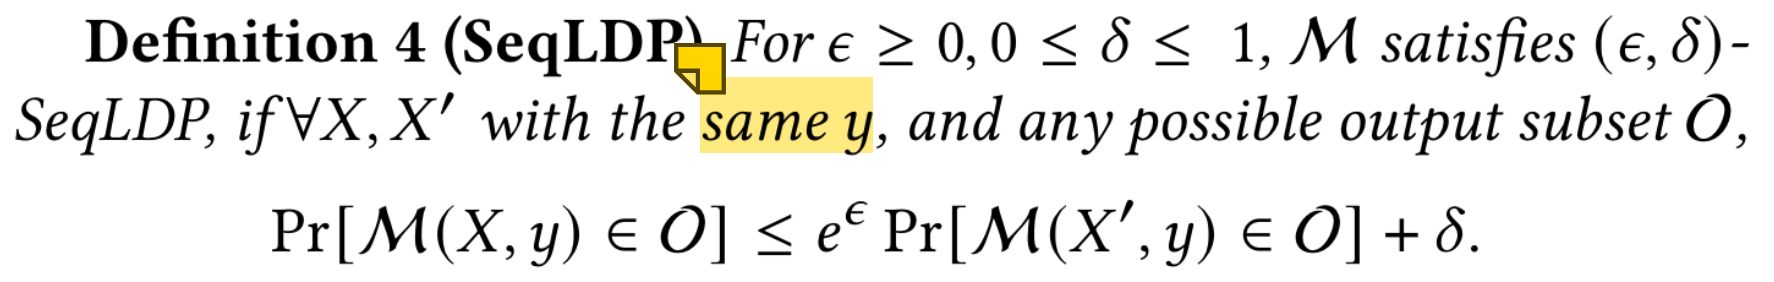 Definition 4 (SeqLDP) For ϵ ≥ 0, 0 ≤ δ ≤ 1, ℳ satisfies (ϵ, δ)-
SeqLDP, if ∀X, X′ with the same y, and any possible output subset 𝒪,
Pr[ℳ(X, y) ∈ 𝒪] ≤ e^ϵ Pr[ℳ(X′, y) ∈ 𝒪] + δ.